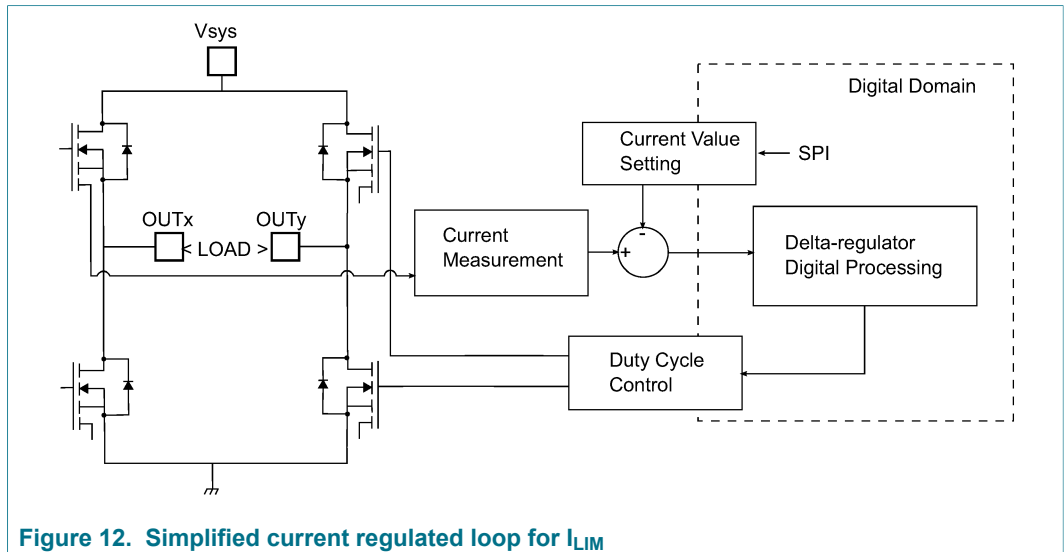 Vsys
Digital Domain
Current Value
Setting
SPI
-
OUTx
OUTy
< LOAD >
Current
Measurement
+
+
Delta-regulator
Digital Processing
Duty Cycle
Control
Figure 12. Simplified current regulated loop for ILIM